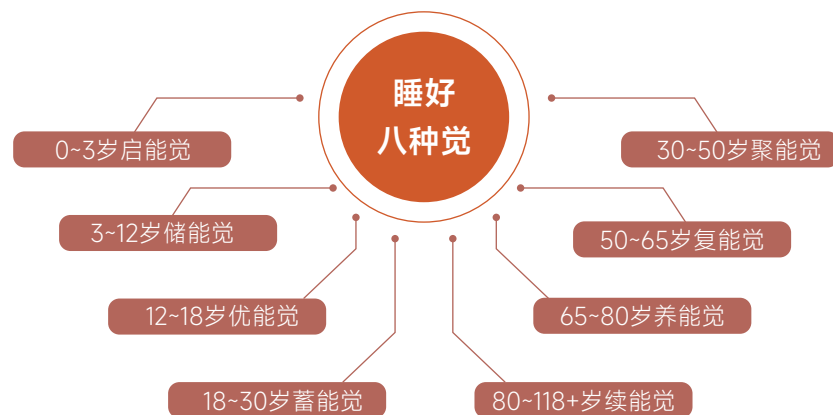 睡好
八种觉
0~3岁启能觉
3~12岁储能觉
12~18岁优能觉
18~30岁蓄能觉
30~50岁聚能觉
50~65岁复能觉
65~80岁养能觉
80~118+岁续能觉